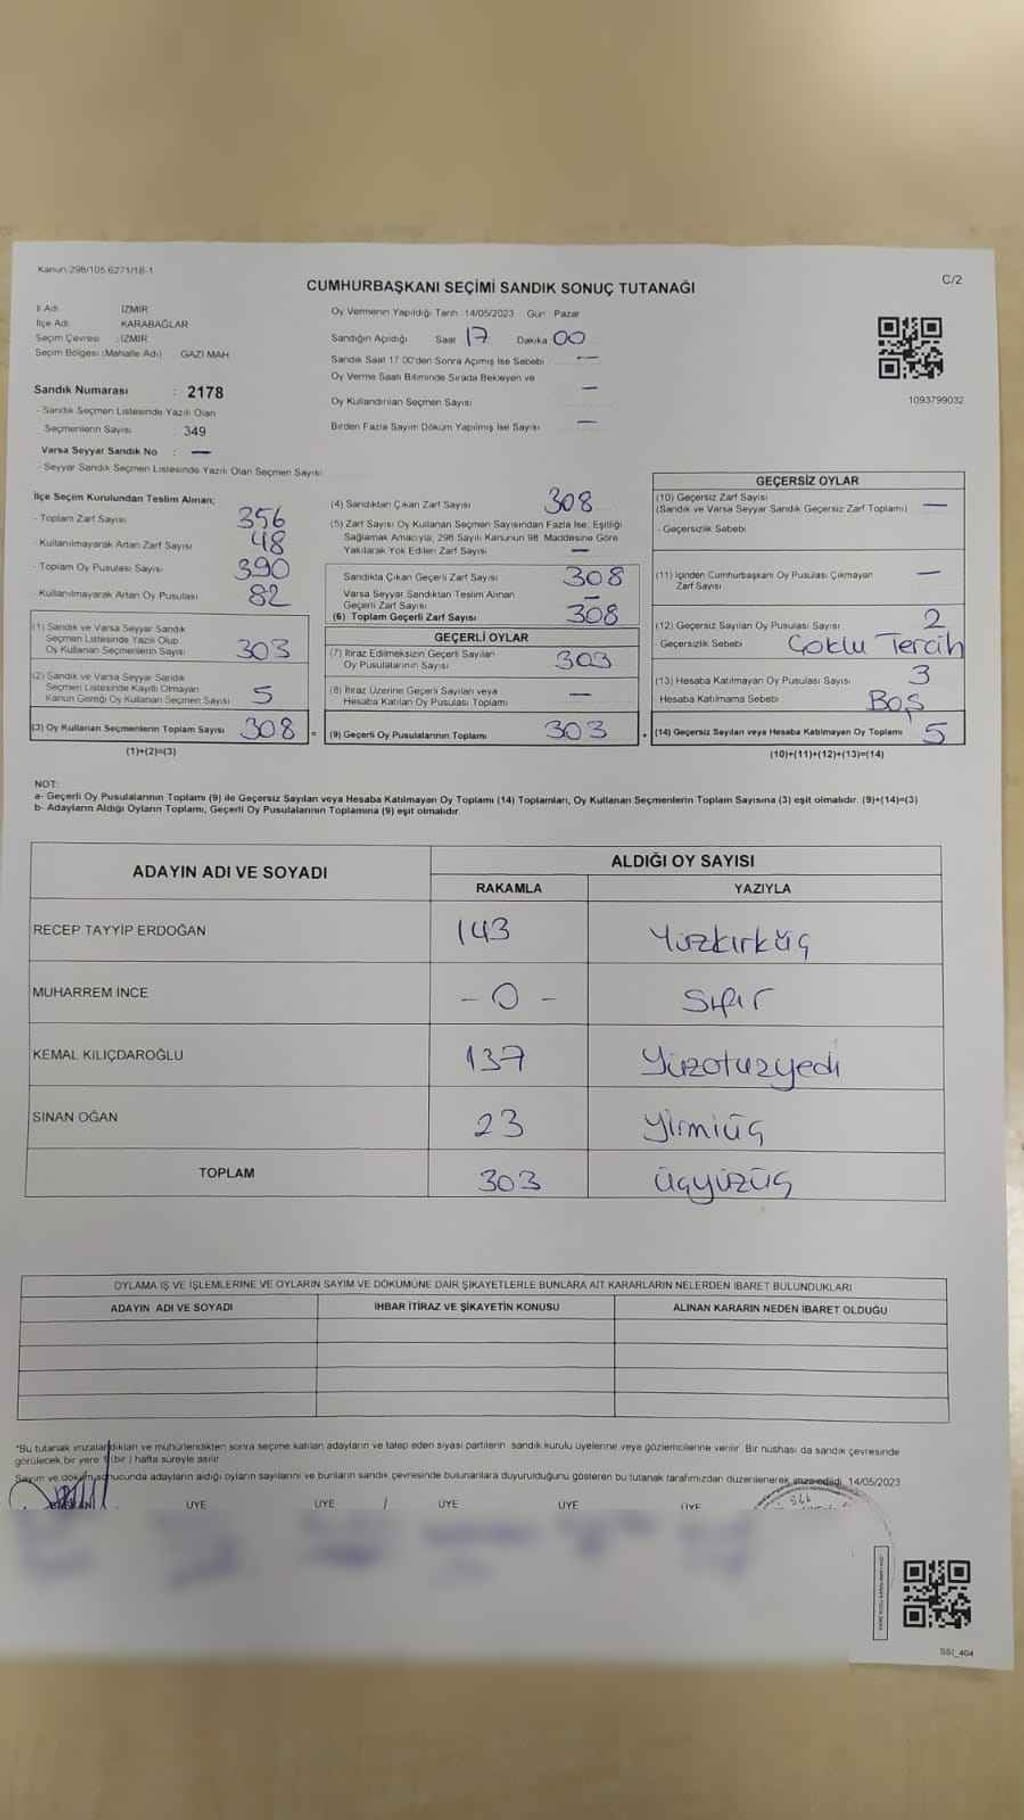 Kanun 298/105 6271/18-1
C/2
CUMHURBAŞKANI SEÇİMİ SANDIK SONUÇ TUTANAĞI
İl Adı : İZMİR
İlçe Adı : KARABAĞLAR
Seçim Çevresi : İZMİR
Seçim Bölgesi (Mahalle Adı) GAZİ MAH
Sandık Numarası : 2178
- Sandık Seçmen Listesinde Yazılı Olan
Seçmenlerin Sayısı : 349
Varsa Seyyar Sandık No : —
- Seyyar Sandık Seçmen Listesinde Yazılı Olan Seçmen Sayısı
Oy Vermenin Yapıldığı Tarih : 14/05/2023 Gün : Pazar
Sandığın Açıldığı Saat 17 Dakika 00
Sandık Saat 17.00'den Sonra Açılmış İse Sebebi —
Oy Verme Saati Bitiminde Sırada Bekleyen ve
Oy Kullandırılan Seçmen Sayısı —
Birden Fazla Sayım Döküm Yapılmış İse Sayısı —
1093799032
İlçe Seçim Kurulundan Teslim Alınan;
- Toplam Zarf Sayısı 356
- Kullanılmayarak Artan Zarf Sayısı 48
- Toplam Oy Pusulası Sayısı 390
- Kullanılmayarak Artan Oy Pusulası 82
(1) Sandık ve Varsa Seyyar Sandık
Seçmen Listesinde Yazılı Olup
Oy Kullanan Seçmenlerin Sayısı 303
(2) Sandık ve Varsa Seyyar Sandık
Seçmen Listesinde Kayıtlı Olmayan
Kanun Gereği Oy Kullanan Seçmen Sayısı 5
(3) Oy Kullanan Seçmenlerin Toplam Sayısı 308
(1)+(2)=(3)
(4) Sandıktan Çıkan Zarf Sayısı 308
(5) Zarf Sayısı Oy Kullanan Seçmen Sayısından Fazla İse, Eşitliği
Sağlamak Amacıyla, 298 Sayılı Kanunun 98. Maddesine Göre
Yakılarak Yok Edilen Zarf Sayısı —
Sandıkta Çıkan Geçerli Zarf Sayısı 308
Varsa Seyyar Sandıktan Teslim Alınan
Geçerli Zarf Sayısı —
(6) Toplam Geçerli Zarf Sayısı 308
GEÇERLİ OYLAR
(7) İtiraz Edilmeksizin Geçerli Sayılan
Oy Pusulalarının Sayısı 303
(8) İtiraz Üzerine Geçerli Sayılan veya
Hesaba Katılan Oy Pusulası Toplamı —
= (9) Geçerli Oy Pusulalarının Toplamı 303
GEÇERSİZ OYLAR
(10) Geçersiz Zarf Sayısı
(Sandık ve Varsa Seyyar Sandık Geçersiz Zarf Toplamı) —
Geçersizlik Sebebi
(11) İçinden Cumhurbaşkanı Oy Pusulası Çıkmayan
Zarf Sayısı —
(12) Geçersiz Sayılan Oy Pusulası Sayısı 2
Geçersizlik Sebebi Çoklu Tercih
(13) Hesaba Katılmayan Oy Pusulası Sayısı 3
Hesaba Katılmama Sebebi BOŞ
+ (14) Geçersiz Sayılan veya Hesaba Katılmayan Oy Toplamı 5
(10)+(11)+(12)+(13)=(14)
NOT:
a- Geçerli Oy Pusulalarının Toplamı (9) ile Geçersiz Sayılan veya Hesaba Katılmayan Oy Toplamı (14) Toplamları, Oy Kullanan Seçmenlerin Toplam Sayısına (3) eşit olmalıdır. (9)+(14)=(3)
b- Adayların Aldığı Oyların Toplamı, Geçerli Oy Pusulalarının Toplamına (9) eşit olmalıdır.
ADAYIN ADI VE SOYADI
ALDIĞI OY SAYISI
RAKAMLA YAZIYLA
RECEP TAYYİP ERDOĞAN 143 Yüzkırküç
MUHARREM İNCE - 0 - Sıfır
KEMAL KILIÇDAROĞLU 137 Yüzotuzyedi
SİNAN OĞAN 23 Yirmiüç
TOPLAM 303 üçyüzüç
OYLAMA İŞ VE İŞLEMLERİNE VE OYLARIN SAYIM VE DÖKÜMÜNE DAİR ŞİKAYETLERLE BUNLARA AİT KARARLARIN NELERDEN İBARET BULUNDUKLARI
ADAYIN ADI VE SOYADI İHBAR İTİRAZ VE ŞİKAYETİN KONUSU ALINAN KARARIN NEDEN İBARET OLDUĞU
*Bu tutanak imzalandıktan ve mühürlendikten sonra seçime katılan adayların ve talep eden siyasi partilerin sandık kurulu üyelerine veya gözlemcilerine verilir. Bir nüshası da sandık çevresinde
görülecek bir yere 1 (bir) hafta süreyle asılır.
Sayım ve döküm sonucunda adayların aldığı oyların sayılarını ve bunların sandık çevresinde bulunanlara duyurulduğunu gösteren bu tutanak tarafımızdan düzenlenerek imza edildi. 14/05/2023
ÜYE ÜYE ÜYE ÜYE ÜYE
SSI_404